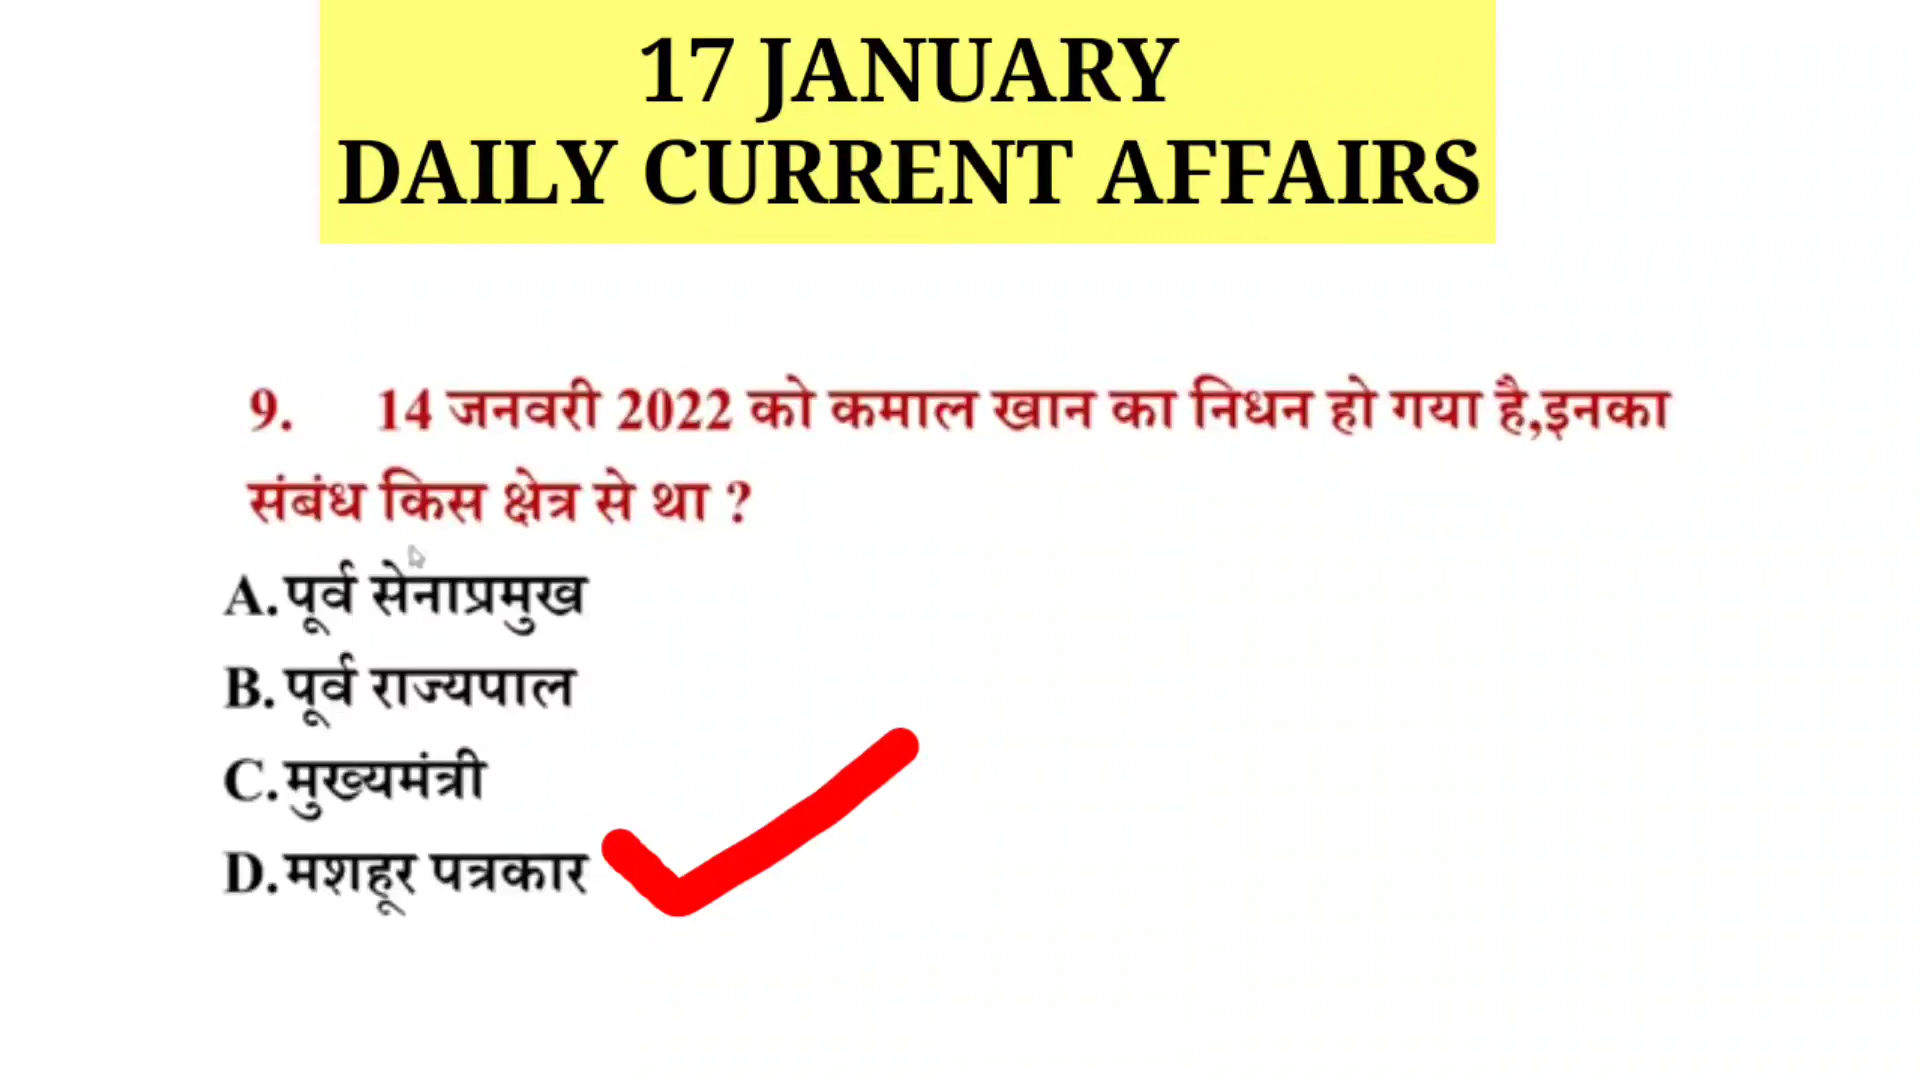 17 JANUARY
DAILY CURRENT AFFAIRS
9. 14 जनवरी 2022 को कमाल खान का निधन हो गया है,इनका
संबंध किस क्षेत्र से था ?
A. पूर्व सेनाप्रमुख
B. पूर्व राज्यपाल
C. मुख्यमंत्री
D. मशहूर पत्रकार